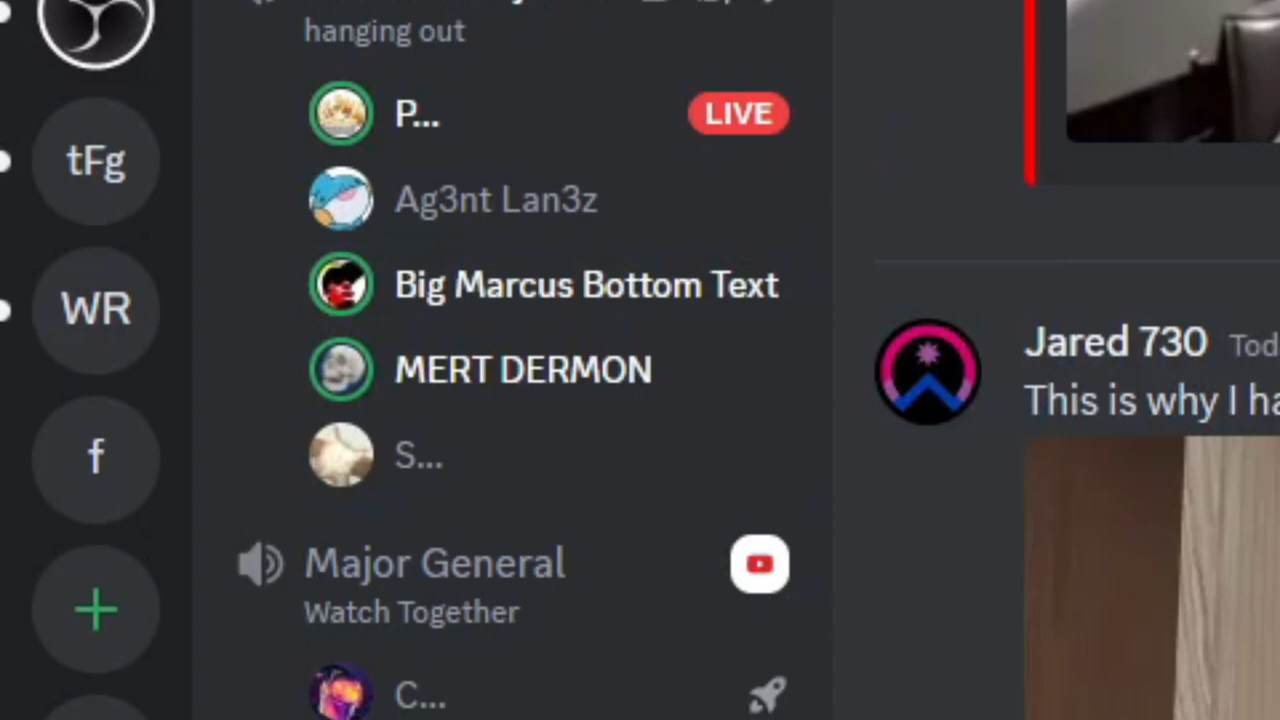 hanging out
P...
LIVE
tFg
Ag3nt Lan3z
WR
Big Marcus Bottom Text
MERT DERMON
f
S...
Major General
Watch Together
C...
Jared 730 Tod
This is why I ha